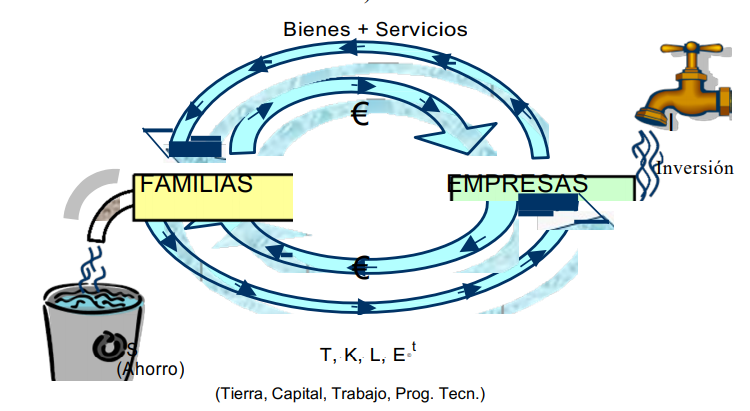 Bienes + Servicios
€
Inversión
FAMILIAS
EMPRESAS
€
S
(Ahorro)
T, K, L, E t
(Tierra, Capital, Trabajo, Prog. Tecn.)